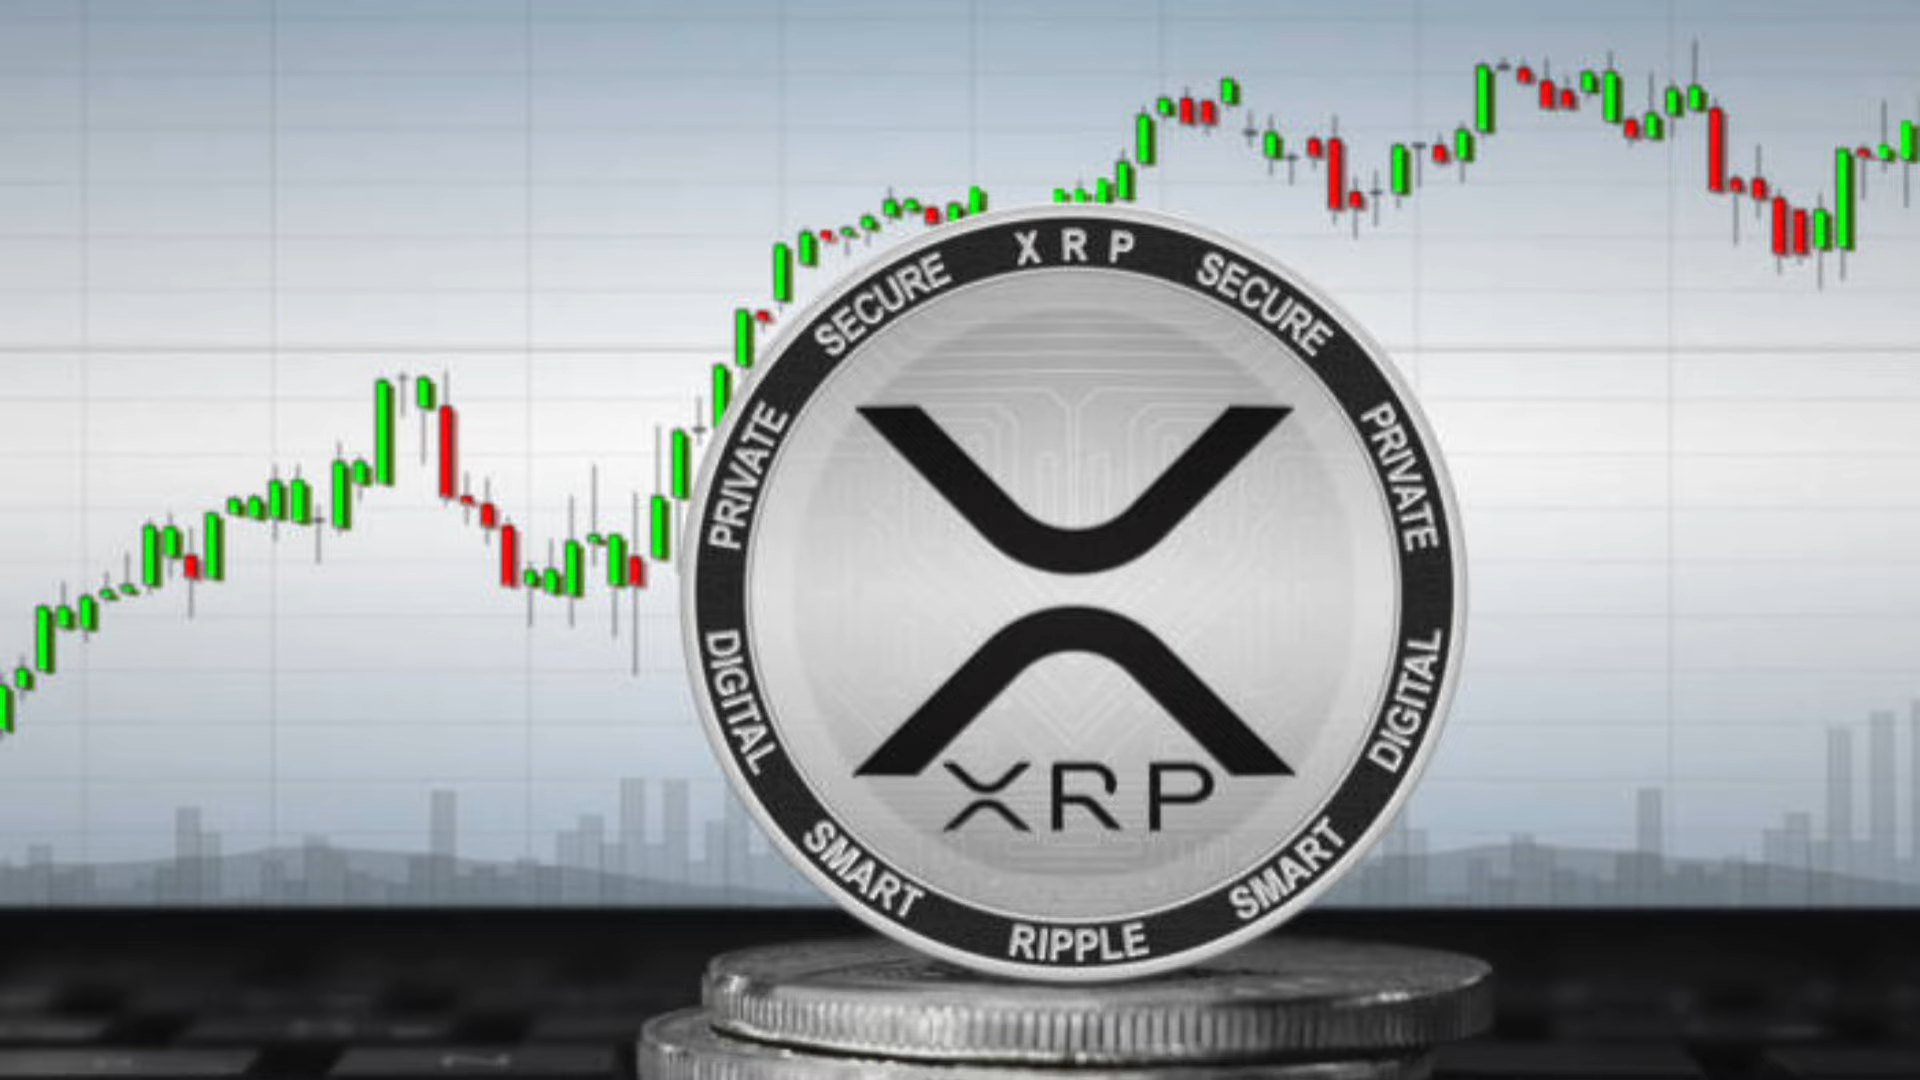 XRP
SECURE
PRIVATE
DIGITAL
SMART
RIPPLE
SMART
DIGITAL
PRIVATE
SECURE
XRP